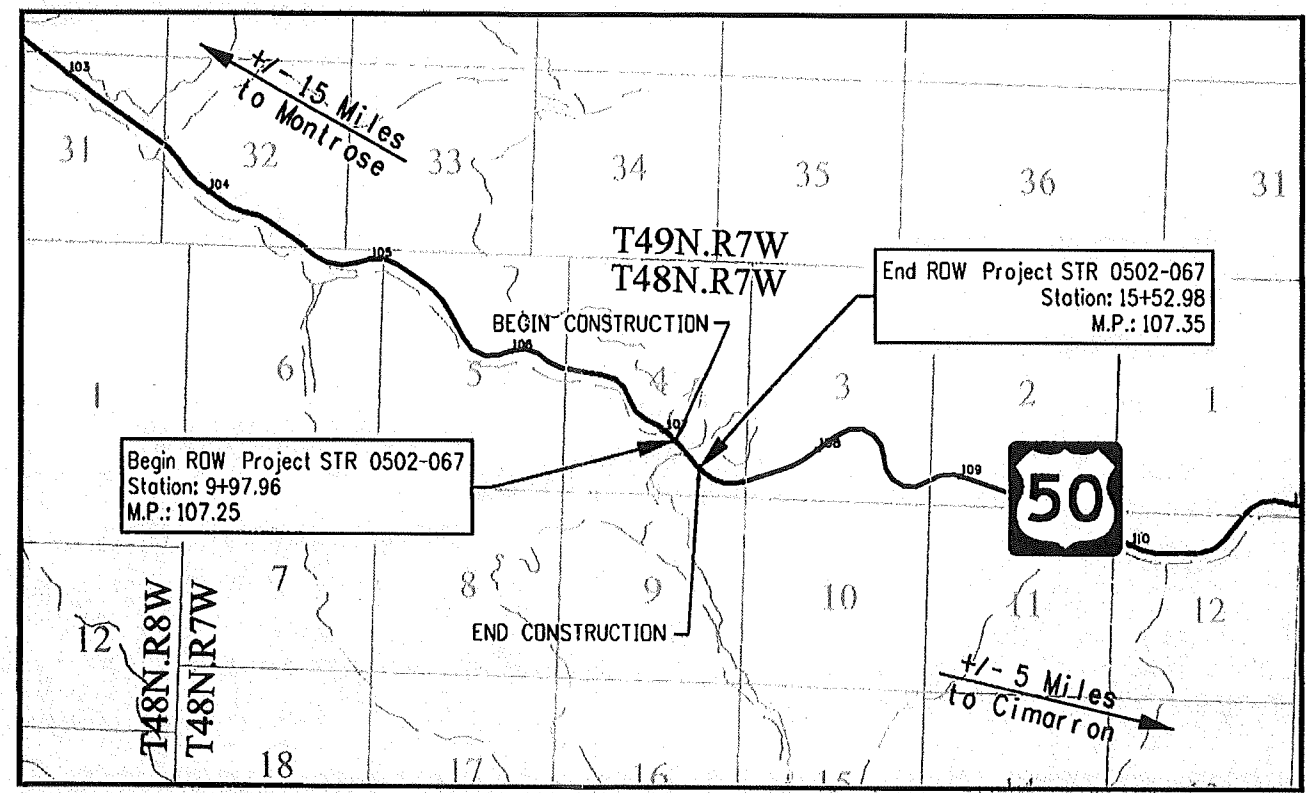 103
+/- 15 Miles
to Montrose
31
32
33
34
35
36
31
104
T49N.R7W
T48N.R7W
105
End ROW Project STR 0502-067
Station: 15+52.98
M.P.: 107.35
BEGIN CONSTRUCTION
106
1
6
5
4
3
2
1
107
108
109
Begin ROW Project STR 0502-067
Station: 9+97.96
M.P.: 107.25
50
110
7
8
9
10
11
12
12
T48N.R8W
T48N.R7W
END CONSTRUCTION
+/- 5 Miles
to Cimarron
18
17
16
15